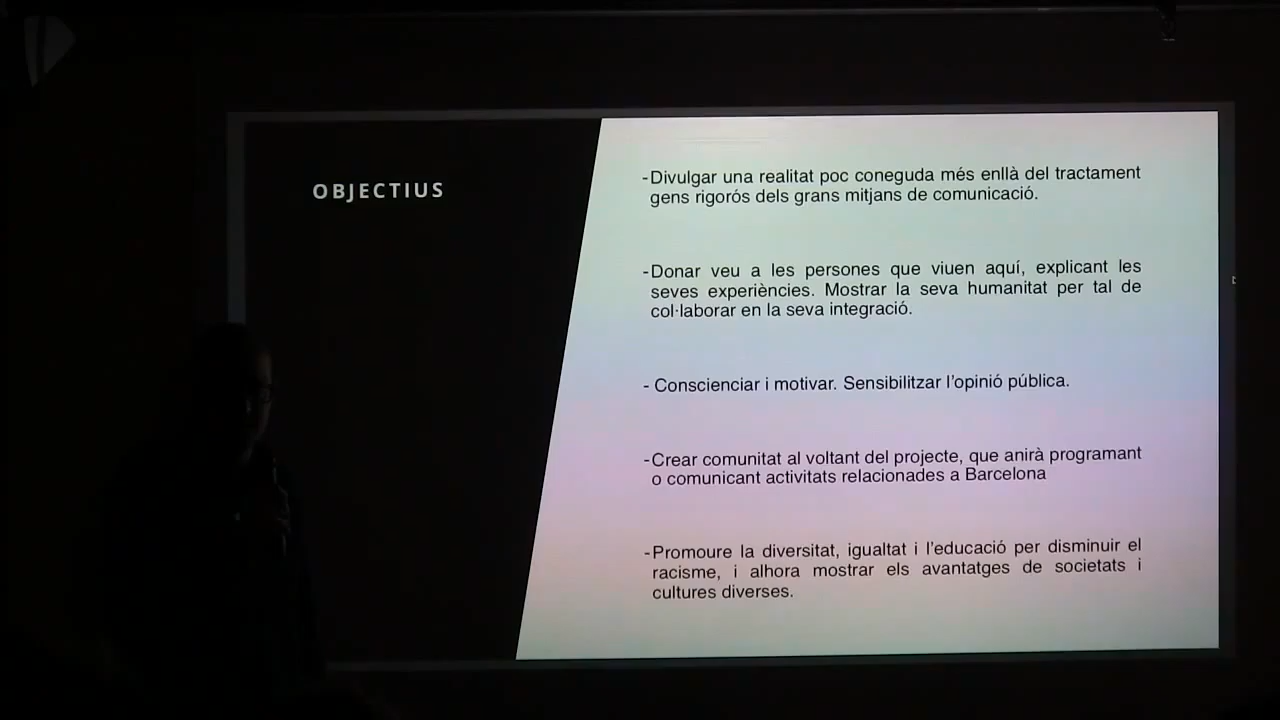 OBJECTIUS
-Divulgar una realitat poc coneguda més enllà del tractament
gens rigorós dels grans mitjans de comunicació.
-Donar veu a les persones que viuen aquí, explicant les
seves experiències. Mostrar la seva humanitat per tal de
col·laborar en la seva integració.
- Conscienciar i motivar. Sensibilitzar l'opinió pública.
-Crear comunitat al voltant del projecte, que anirà programant
o comunicant activitats relacionades a Barcelona
-Promoure la diversitat, igualtat i l'educació per disminuir el
racisme, i alhora mostrar els avantatges de societats i
cultures diverses.